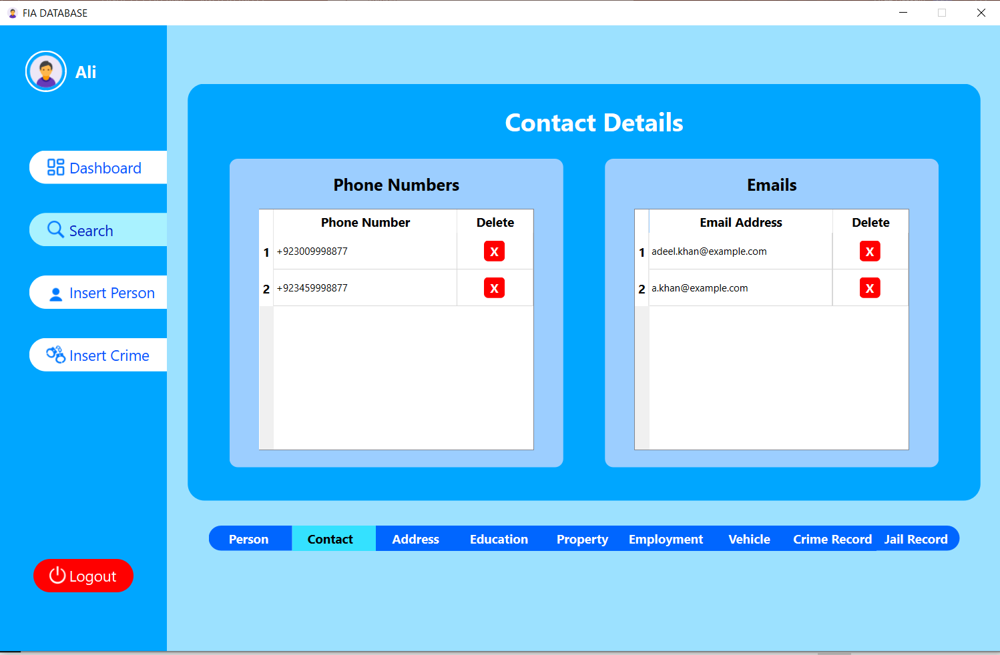 FIA DATABASE
Ali
Dashboard
Search
Insert Person
Insert Crime
Logout
Contact Details
Phone Numbers
Phone Number Delete
1 +923009998877 X
2 +923459998877 X
Emails
Email Address Delete
1 adeel.khan@example.com X
2 a.khan@example.com X
Person Contact Address Education Property Employment Vehicle Crime Record Jail Record